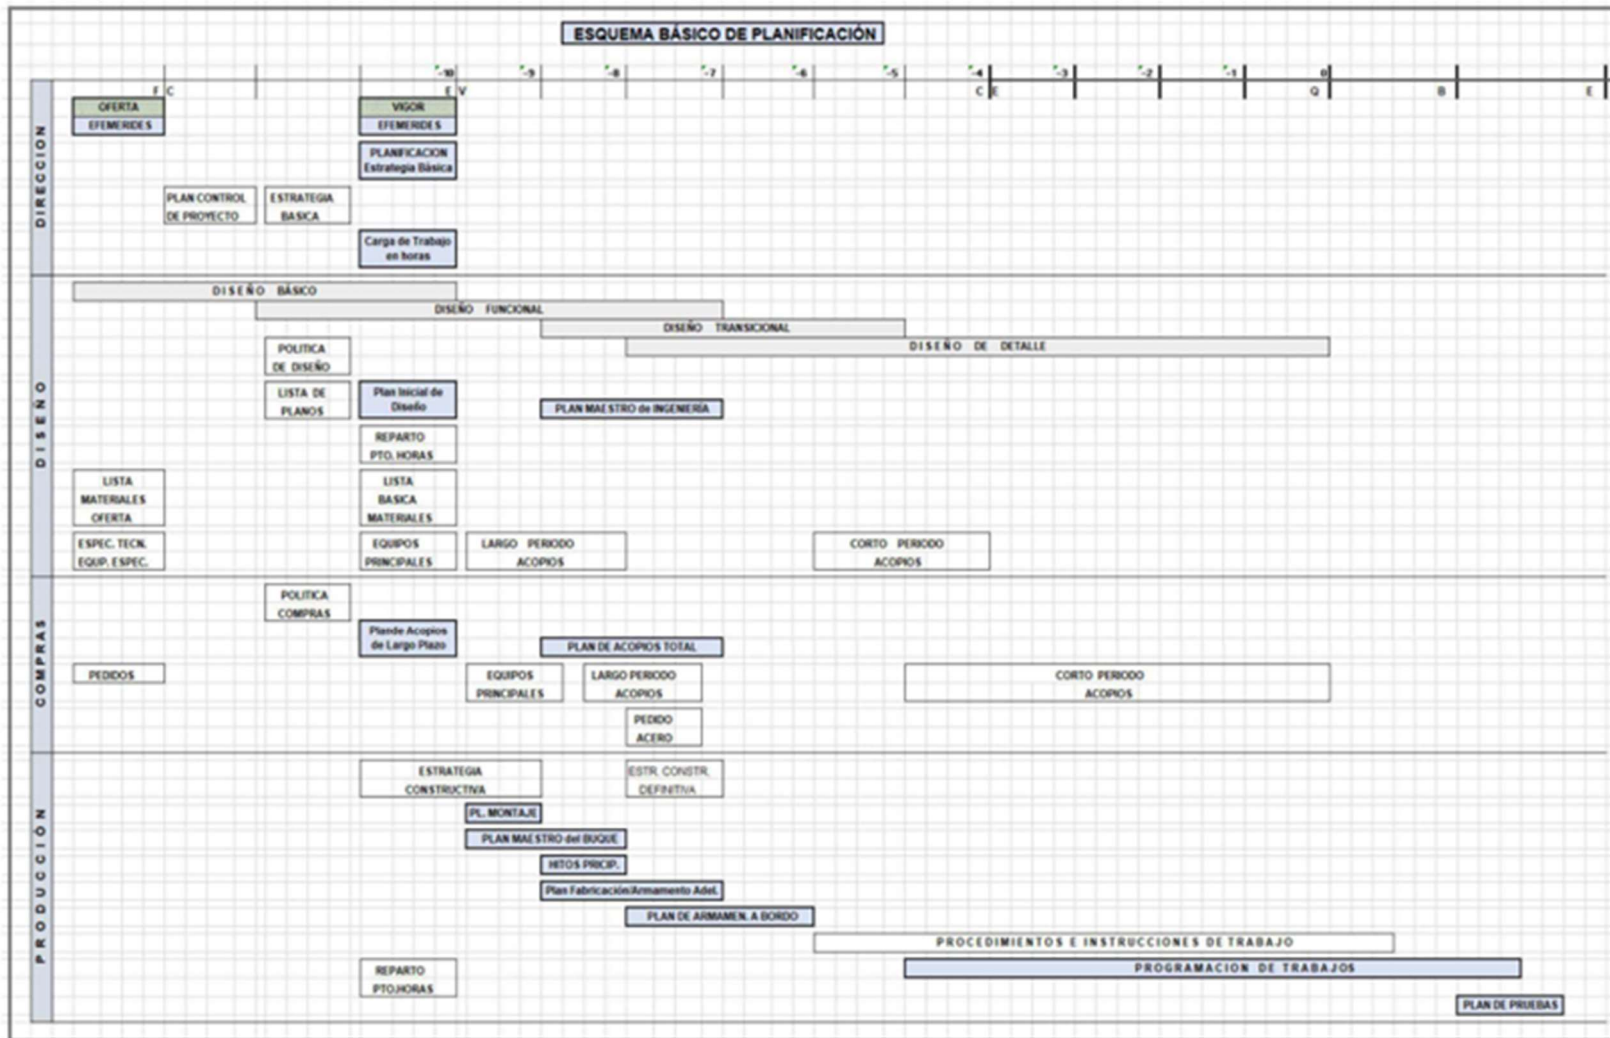 ESQUEMA BÁSICO DE PLANIFICACIÓN
-10 -9 -8 -7 -6 -5 -4 -3 -2 -1 0
F C E V C E Q B E
DIRECCION
OFERTA
EFEMERIDES
VIGOR
EFEMERIDES
PLANIFICACION
Estrategia Básica
PLAN CONTROL
DE PROYECTO
ESTRATEGIA
BASICA
Carga de Trabajo
en horas
DISEÑO
DISEÑO BÁSICO
DISEÑO FUNCIONAL
DISEÑO TRANSICIONAL
DISEÑO DE DETALLE
POLITICA
DE DISEÑO
LISTA DE
PLANOS
Plan Inicial de
Diseño
PLAN MAESTRO de INGENIERÍA
REPARTO
PTO. HORAS
LISTA
MATERIALES
OFERTA
LISTA
BASICA
MATERIALES
ESPEC. TECN.
EQUP. ESPEC.
EQUIPOS
PRINCIPALES
LARGO PERIODO
ACOPIOS
CORTO PERIODO
ACOPIOS
COMPRAS
POLITICA
COMPRAS
Plande Acopios
de Largo Plazo
PLAN DE ACOPIOS TOTAL
PEDIDOS
EQUIPOS
PRINCIPALES
LARGO PERIODO
ACOPIOS
CORTO PERIODO
ACOPIOS
PEDIDO
ACERO
PRODUCCIÓN
ESTRATEGIA
CONSTRUCTIVA
ESTR. CONSTR.
DEFINITIVA
PL. MONTAJE
PLAN MAESTRO del BUQUE
HITOS PRICIP.
Plan Fabricación/Armamento Adel.
PLAN DE ARMAMEN. A BORDO
PROCEDIMIENTOS E INSTRUCCIONES DE TRABAJO
PROGRAMACION DE TRABAJOS
REPARTO
PTO.HORAS
PLAN DE PRUEBAS